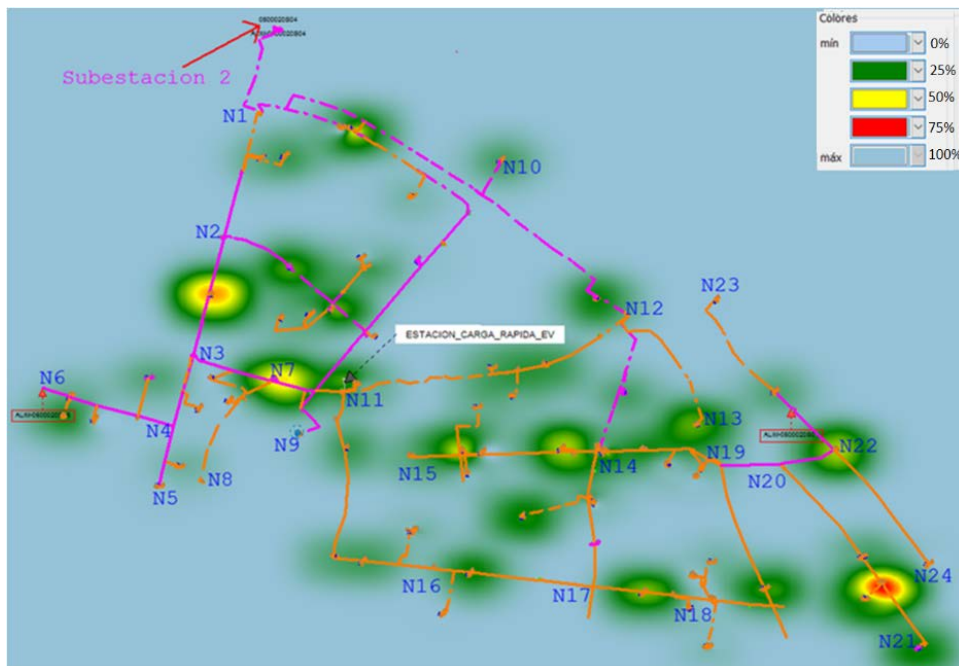 0800020804
Subestacion 2
N1
N10
N2
N23
N12
ESTACION_CARGA_RAPIDA_EV
N3
N7
N6
N11
N13
N4
N9
N22
N14
N19
N15
N20
N8
N5
N24
N16
N17
N18
N21
Colores
mín 0%
25%
50%
75%
máx 100%